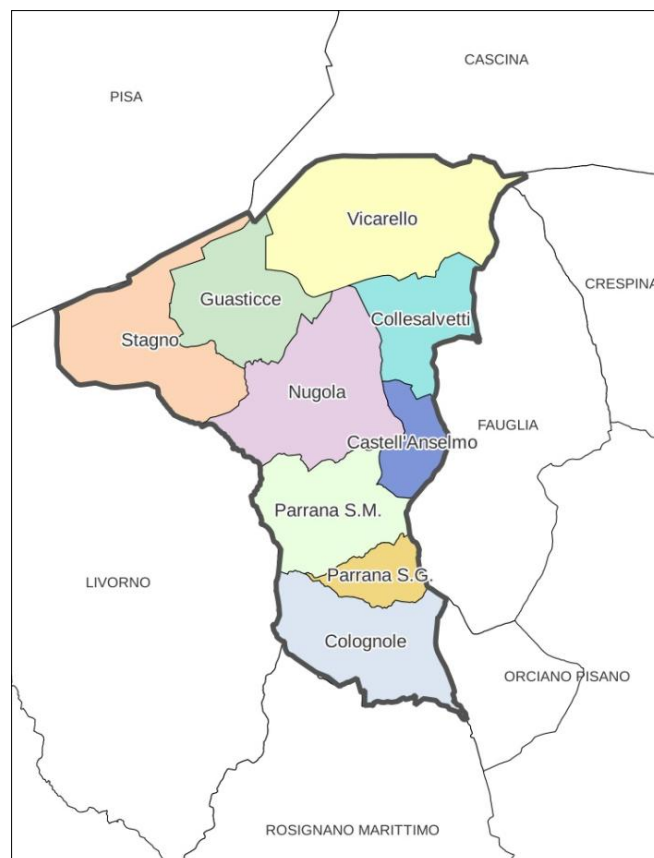 CASCINA
PISA
Vicarello
CRESPINA
Guasticce
Collesalvetti
Stagno
Nugola
FAUGLIA
Castell'Anselmo
Parrana S.M.
Parrana S.G.
LIVORNO
Colognole
ORCIANO PISANO
ROSIGNANO MARITTIMO